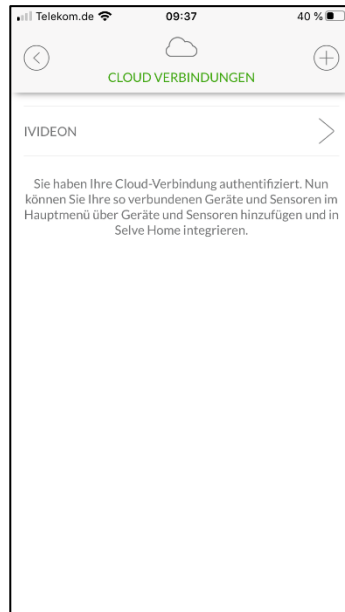 Telekom.de 09:37 40 %
CLOUD VERBINDUNGEN
IVIDEON
Sie haben Ihre Cloud-Verbindung authentifiziert. Nun
können Sie Ihre so verbundenen Geräte und Sensoren im
Hauptmenü über Geräte und Sensoren hinzufügen und in
Selve Home integrieren.